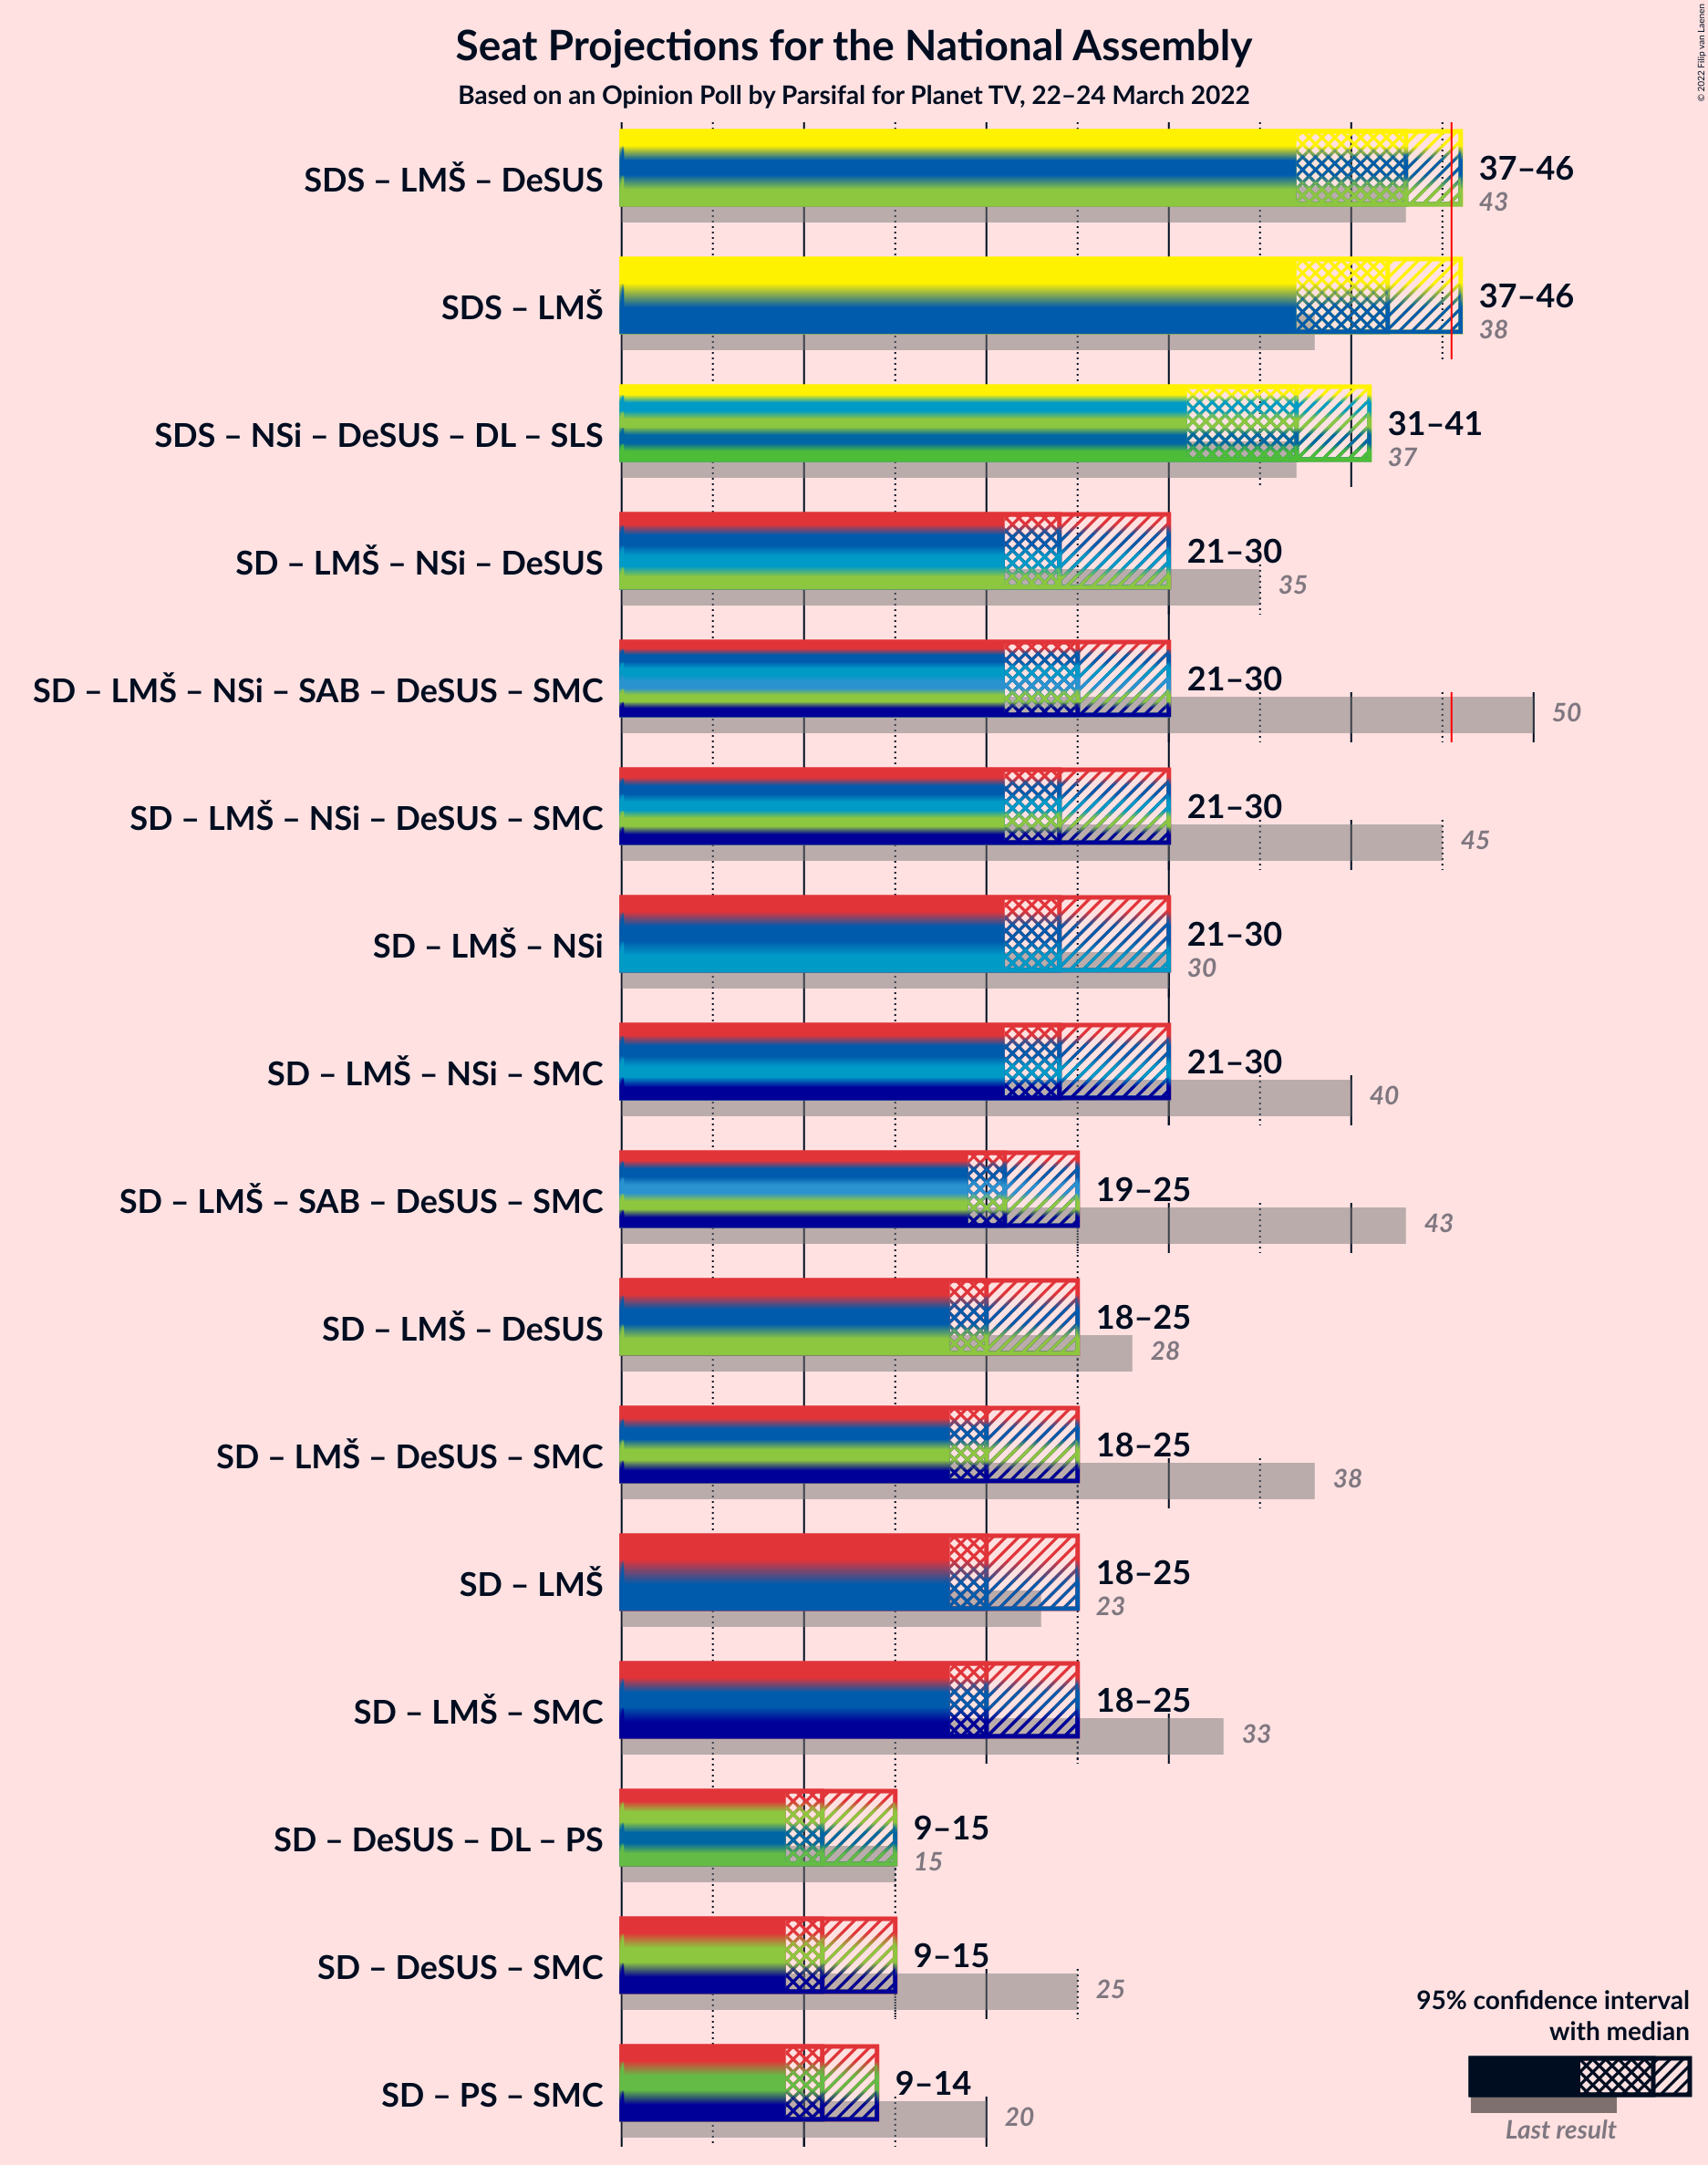 Seat Projections for the National Assembly
Based on an Opinion Poll by Parsifal for Planet TV, 22–24 March 2022
© 2022 Filip van Laenen
SDS – LMŠ – DeSUS
37–46
43
SDS – LMŠ
37–46
38
SDS – NSi – DeSUS – DL – SLS
31–41
37
SD – LMŠ – NSi – DeSUS
21–30
35
SD – LMŠ – NSi – SAB – DeSUS – SMC
21–30
50
SD – LMŠ – NSi – DeSUS – SMC
21–30
45
SD – LMŠ – NSi
21–30
30
SD – LMŠ – NSi – SMC
21–30
40
SD – LMŠ – SAB – DeSUS – SMC
19–25
43
SD – LMŠ – DeSUS
18–25
28
SD – LMŠ – DeSUS – SMC
18–25
38
SD – LMŠ
18–25
23
SD – LMŠ – SMC
18–25
33
SD – DeSUS – DL – PS
9–15
15
SD – DeSUS – SMC
9–15
25
SD – PS – SMC
9–14
20
95% confidence interval
with median
Last result